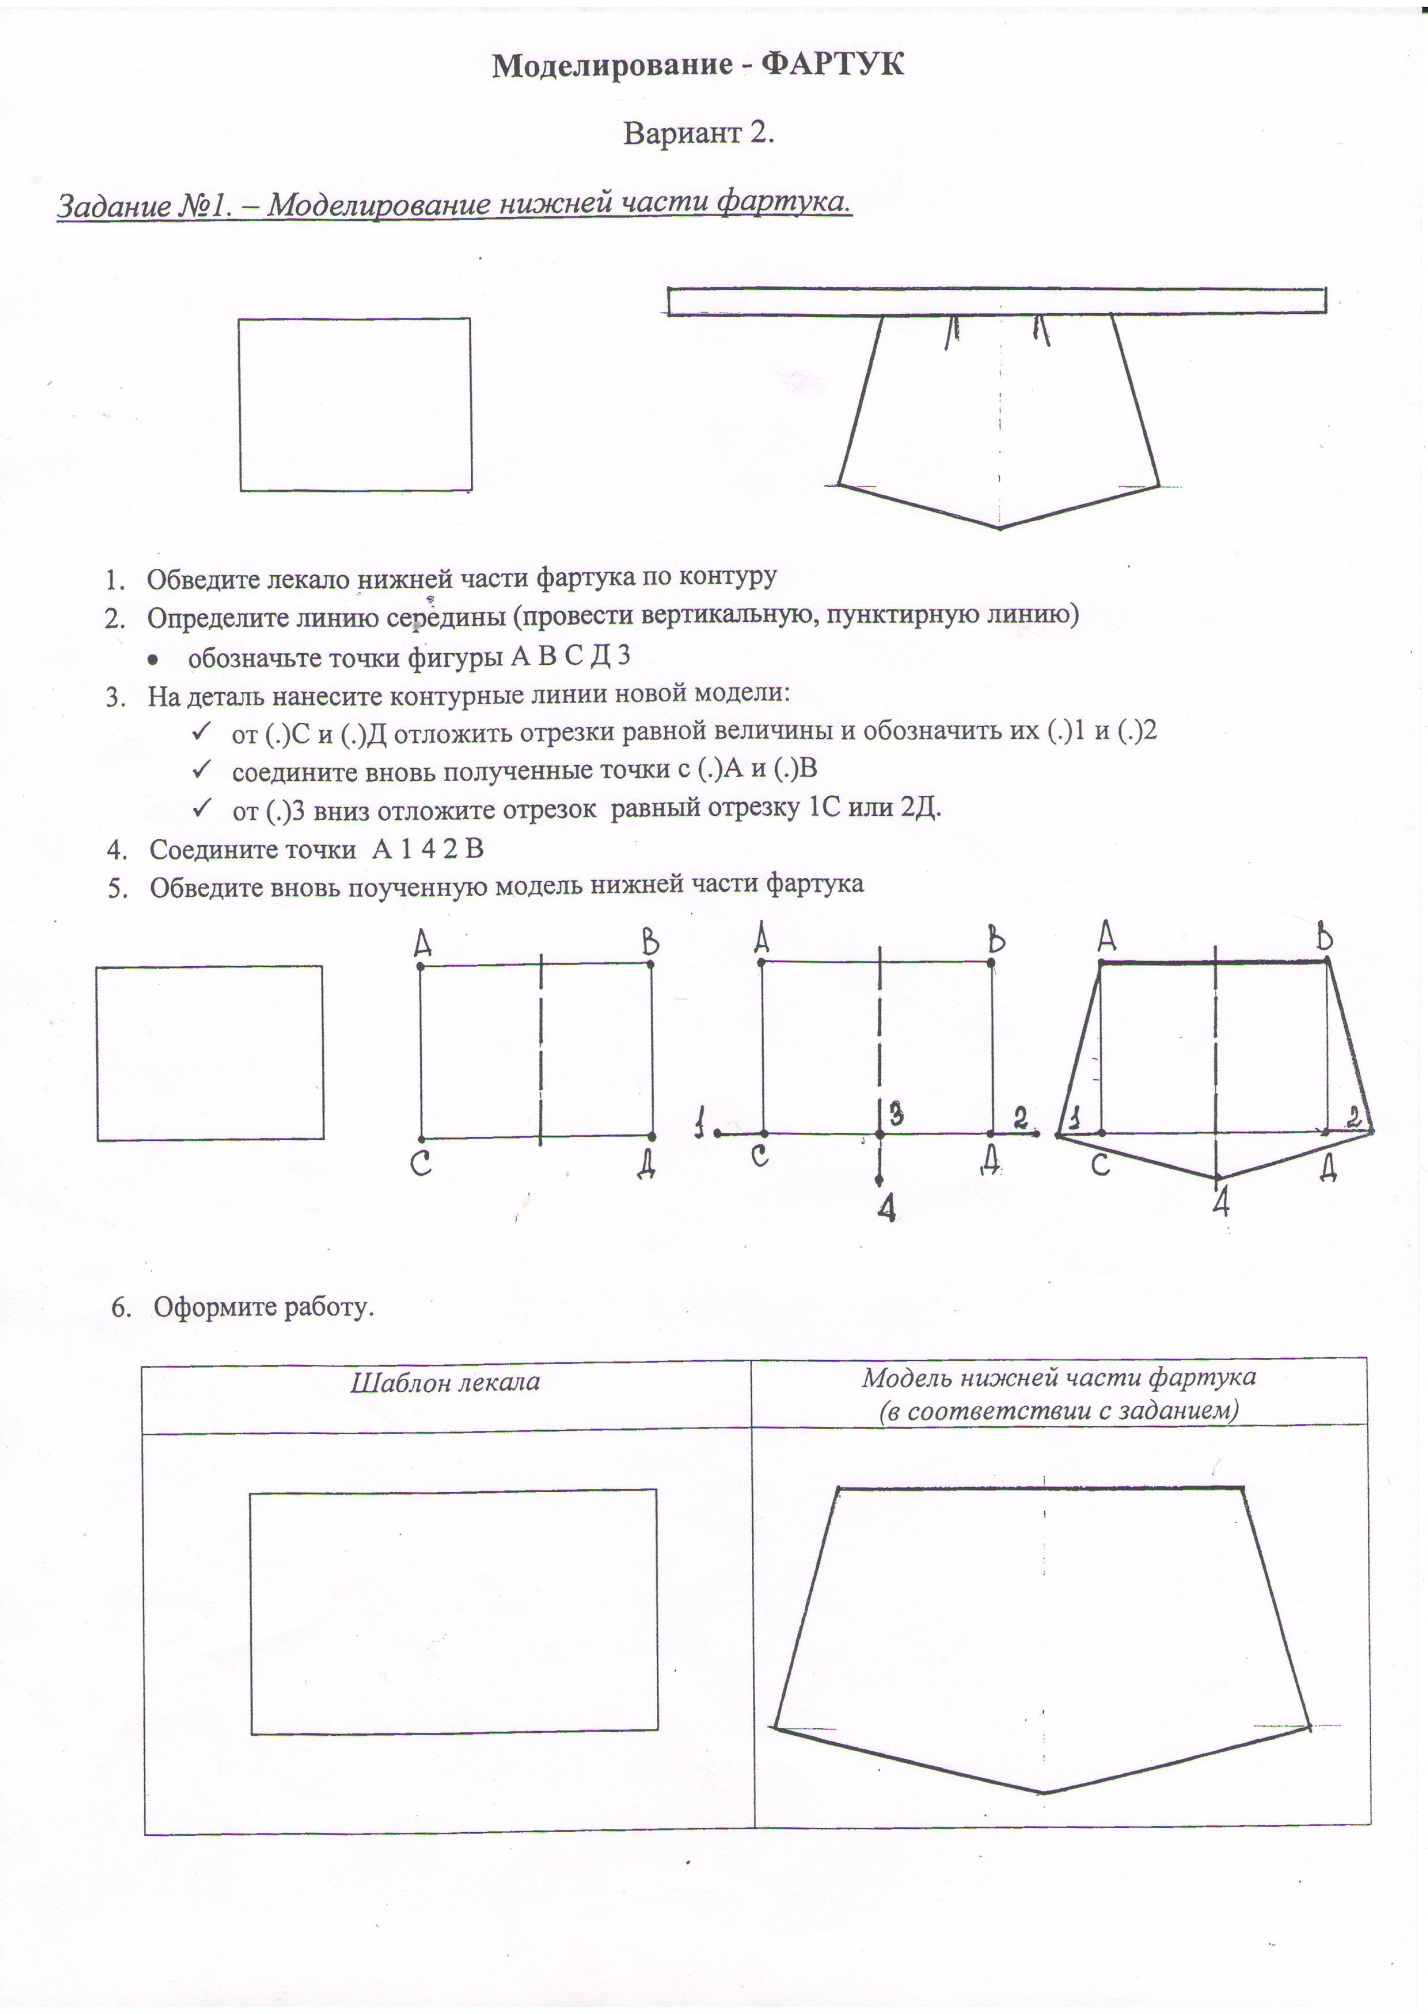 Моделирование - ФАРТУК
Вариант 2.
Задание №1. – Моделирование нижней части фартука.
1. Обведите лекало нижней части фартука по контуру
2. Определите линию середины (провести вертикальную, пунктирную линию)
• обозначьте точки фигуры А В С Д 3
3. На деталь нанесите контурные линии новой модели:
✓ от (.)С и (.)Д отложить отрезки равной величины и обозначить их (.)1 и (.)2
✓ соедините вновь полученные точки с (.)А и (.)В
✓ от (.)3 вниз отложите отрезок равный отрезку 1С или 2Д.
4. Соедините точки А 1 4 2 В
5. Обведите вновь поученную модель нижней части фартука
А В А В А В
1 3 2 1 2
С Д С Д С Д
4 4
6. Оформите работу.
Шаблон лекала
Модель нижней части фартука
(в соответствии с заданием)